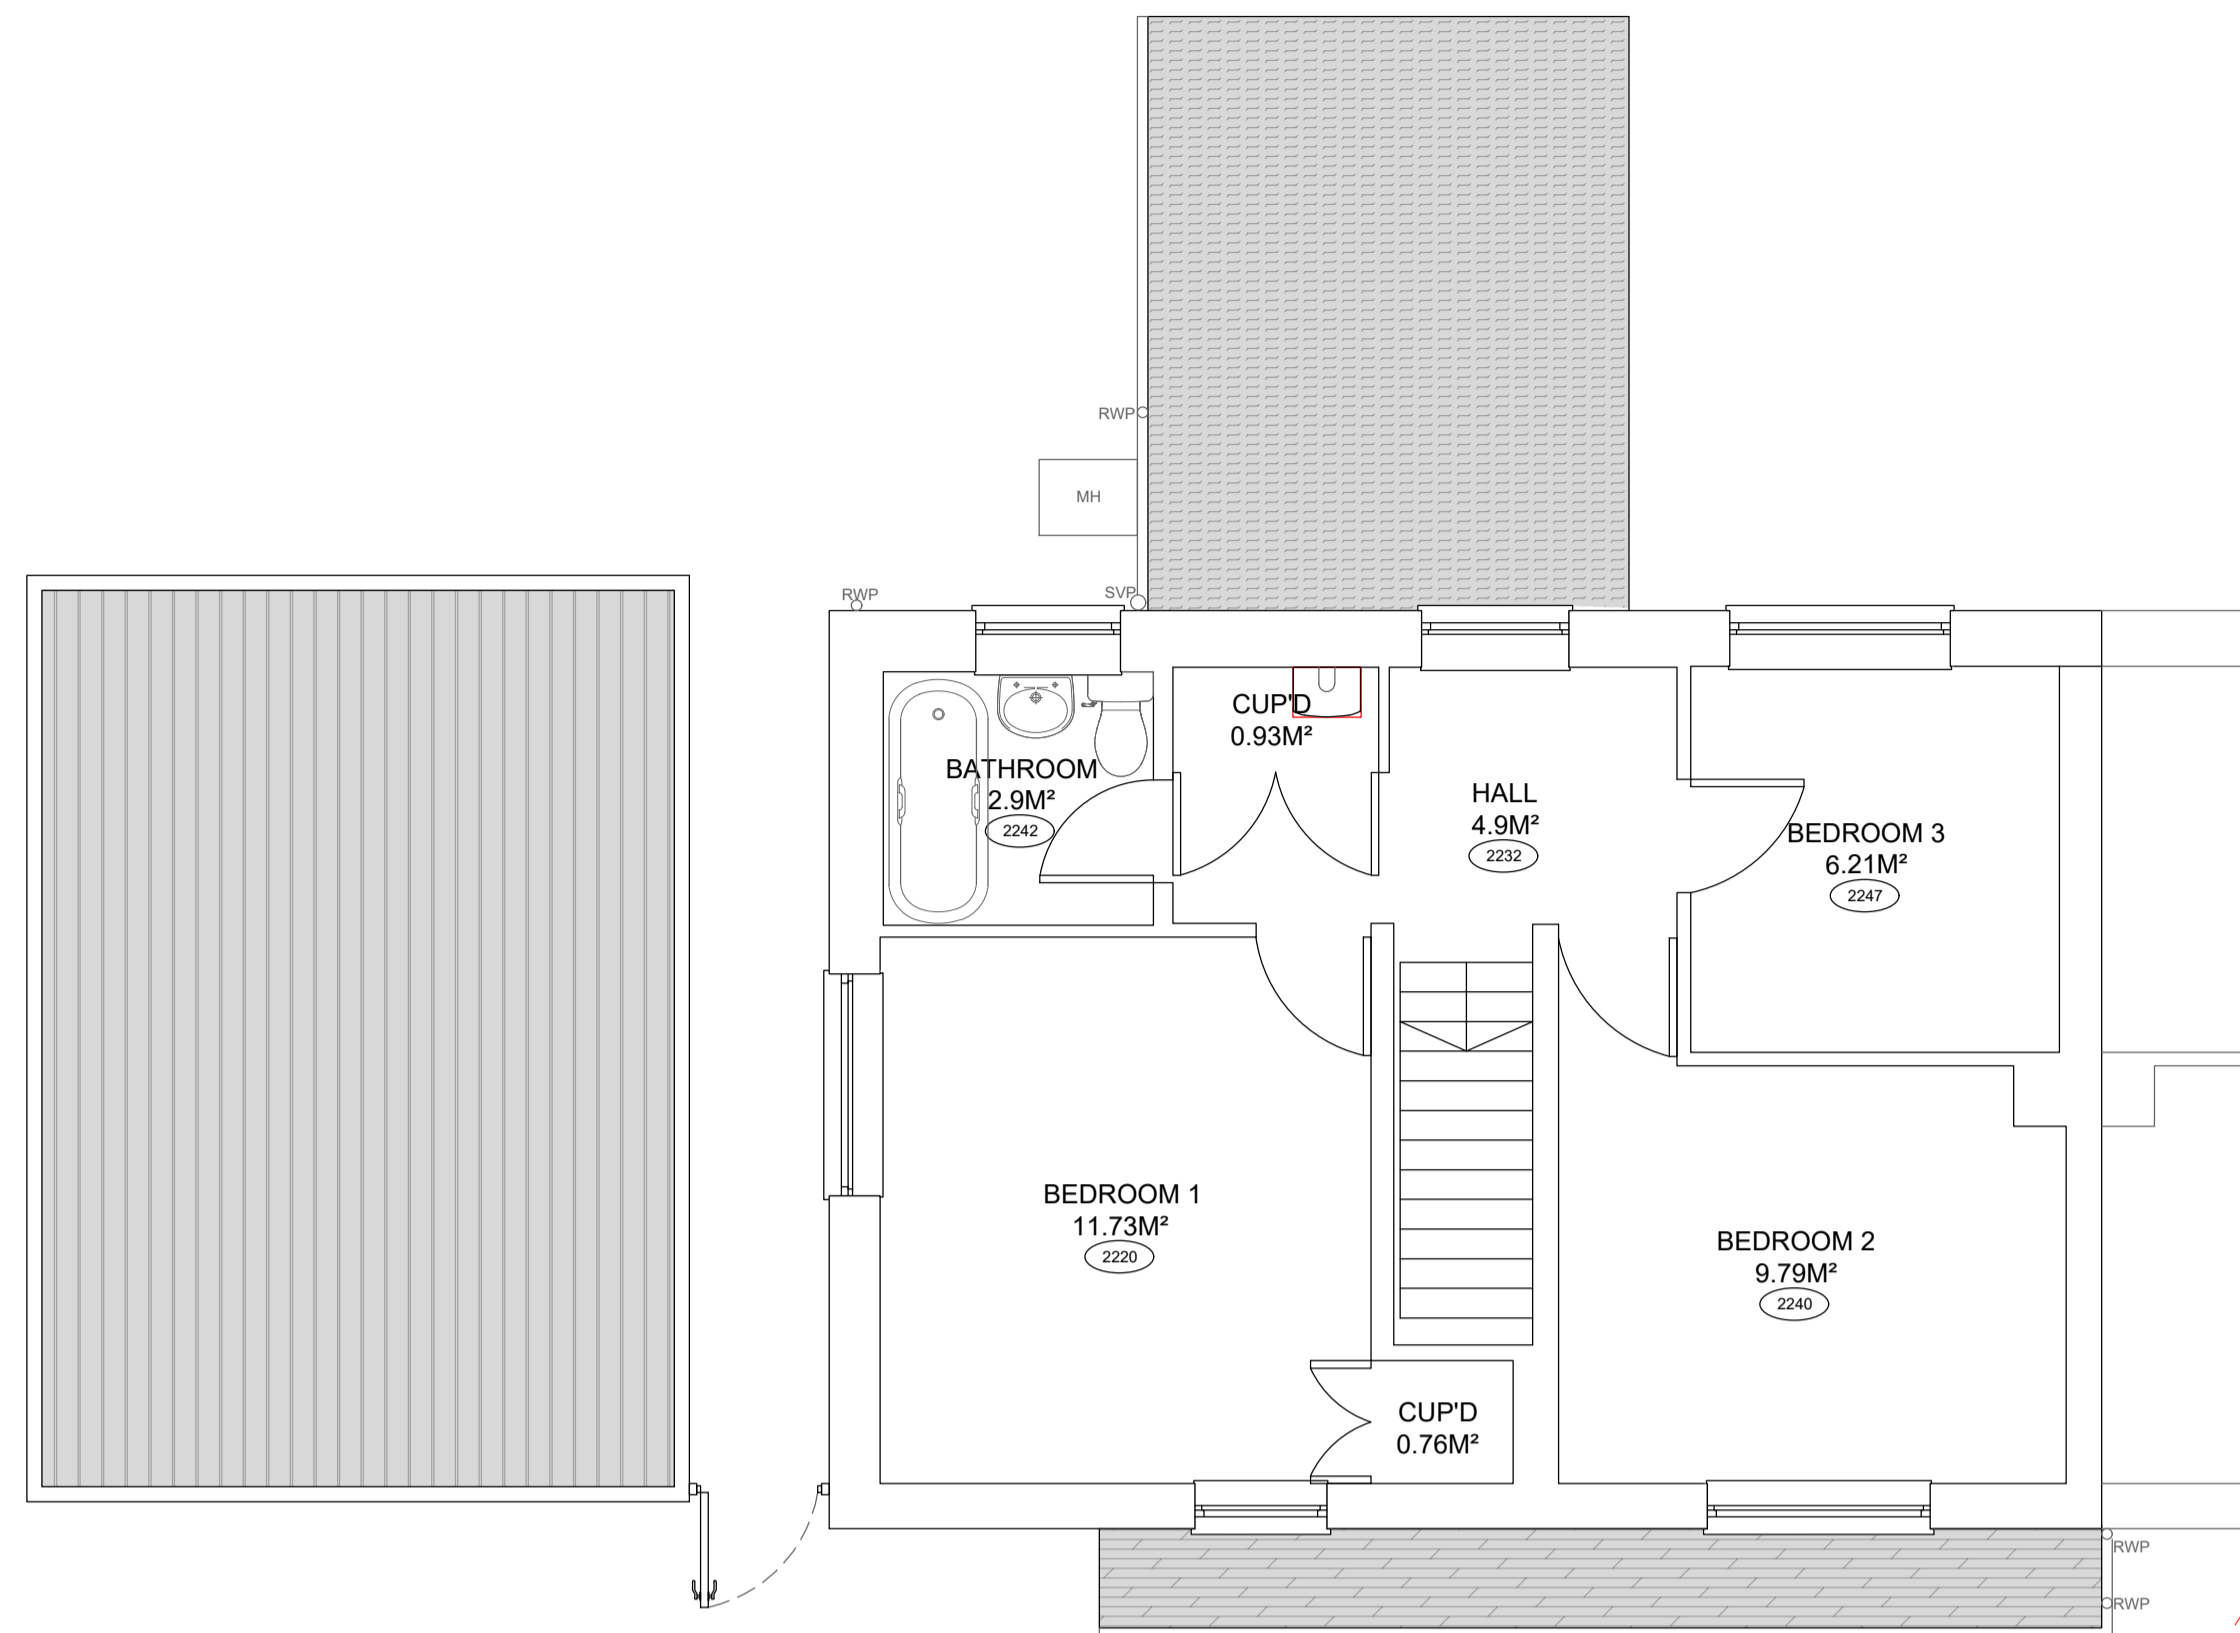 RWP
MH
RWP
SVP
CUP'D
0.93M²
BATHROOM
2.9M²
2242
HALL
4.9M²
2232
BEDROOM 3
6.21M²
2247
BEDROOM 1
11.73M²
2220
BEDROOM 2
9.79M²
2240
CUP'D
0.76M²
RWP
RWP